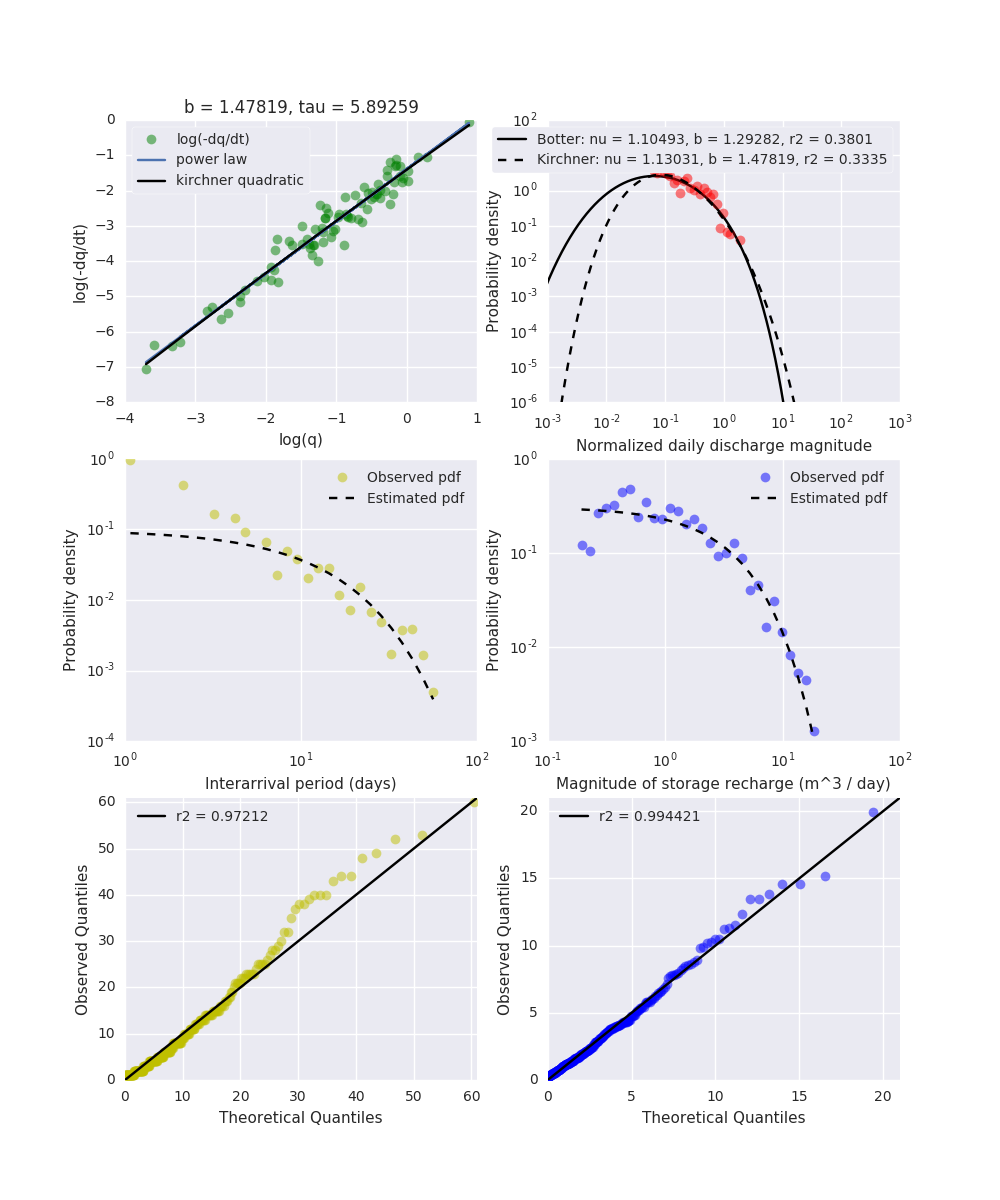 b = 1.47819, tau = 5.89259
log(-dq/dt)
power law
kirchner quadratic
0
−1
−2
−3
−4
−5
−6
−7
−8
log(-dq/dt)
−4 −3 −2 −1 0 1
log(q)
Botter: nu = 1.10493, b = 1.29282, r2 = 0.3801
Kirchner: nu = 1.13031, b = 1.47819, r2 = 0.3335
10^2
10^0
10^-1
10^-2
10^-3
10^-4
10^-5
10^-6
Probability density
10^-3 10^-2 10^-1 10^0 10^1 10^2 10^3
Normalized daily discharge magnitude
Observed pdf
Estimated pdf
10^0
10^-1
10^-2
10^-3
10^-4
Probability density
10^0 10^1 10^2
Interarrival period (days)
Observed pdf
Estimated pdf
10^0
10^-1
10^-2
10^-3
Probability density
10^-1 10^0 10^1 10^2
Magnitude of storage recharge (m^3 / day)
r2 = 0.97212
60
50
40
30
20
10
0
Observed Quantiles
0 10 20 30 40 50 60
Theoretical Quantiles
r2 = 0.994421
20
15
10
5
0
Observed Quantiles
0 5 10 15 20
Theoretical Quantiles